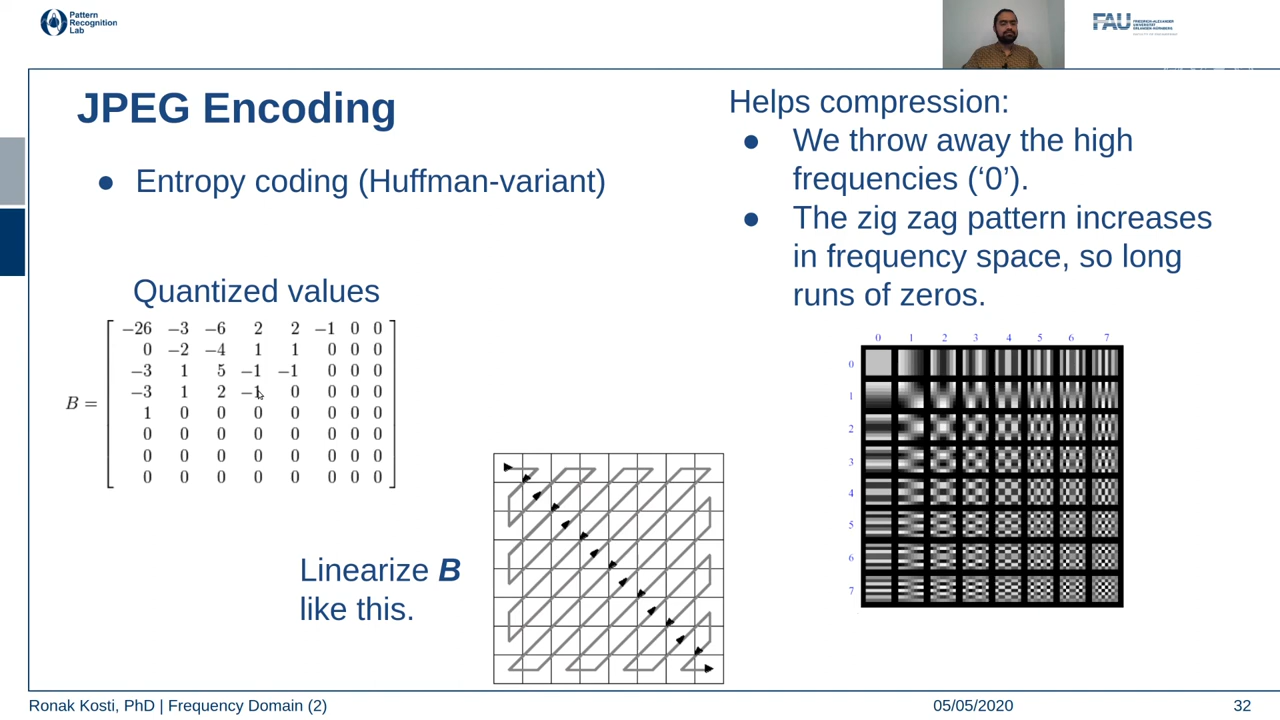 Pattern
Recognition
Lab
FAU
JPEG Encoding
● Entropy coding (Huffman-variant)
Quantized values
B =
−26 −3 −6 2 2 −1 0 0
0 −2 −4 1 1 0 0 0
−3 1 5 −1 −1 0 0 0
−3 1 2 −1 0 0 0 0
1 0 0 0 0 0 0 0
0 0 0 0 0 0 0 0
0 0 0 0 0 0 0 0
0 0 0 0 0 0 0 0
Linearize B
like this.
Helps compression:
● We throw away the high
frequencies (‘0’).
● The zig zag pattern increases
in frequency space, so long
runs of zeros.
0 1 2 3 4 5 6 7
0
1
2
3
4
5
6
7
Ronak Kosti, PhD | Frequency Domain (2)
05/05/2020
32